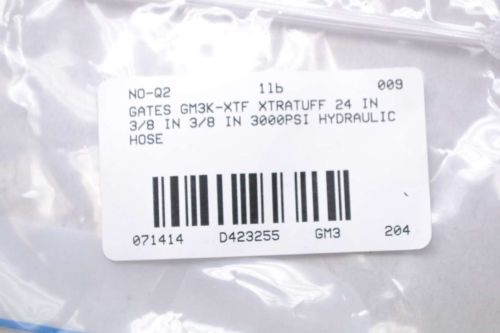 NO-Q2 1lb 009
GATES GM3K-XTF XTRATUFF 24 IN
3/8 IN 3/8 IN 3000PSI HYDRAULIC
HOSE
071414 D423255 GM3 204